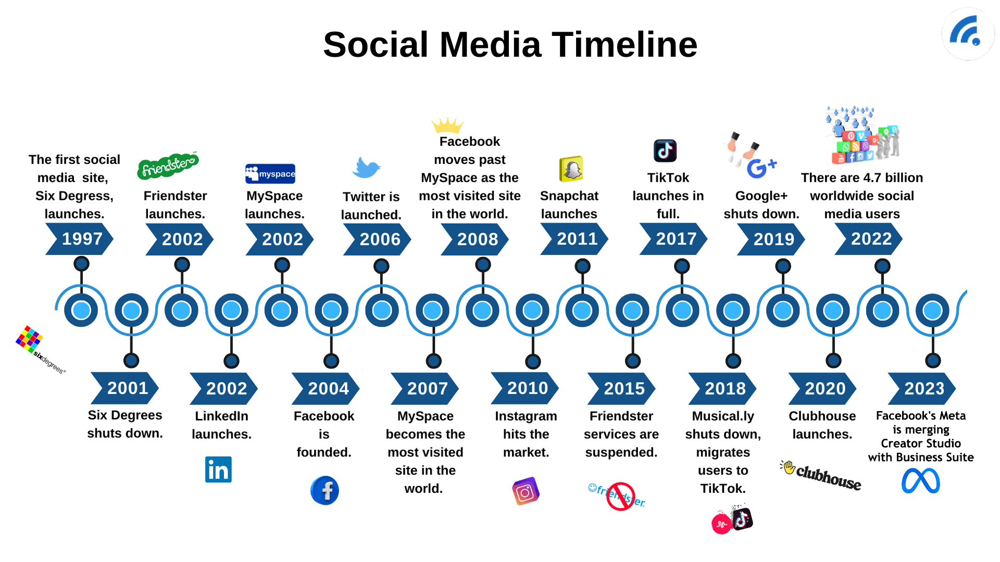 Social Media Timeline
The first social
media site,
Six Degress,
launches.
1997
sixdegrees
2001
Six Degrees
shuts down.
friendster
Friendster
launches.
2002
2002
LinkedIn
launches.
in
myspace
MySpace
launches.
2002
2004
Facebook
is
founded.
f
Twitter is
launched.
2006
2007
MySpace
becomes the
most visited
site in the
world.
Facebook
moves past
MySpace as the
most visited site
in the world.
2008
2010
Instagram
hits the
market.
Snapchat
launches
2011
2015
Friendster
services are
suspended.
friendster
TikTok
launches in
full.
2017
2018
Musical.ly
shuts down,
migrates
users to
TikTok.
G+
Google+
shuts down.
2019
2020
Clubhouse
launches.
clubhouse
There are 4.7 billion
worldwide social
media users
2022
2023
Facebook's Meta
is merging
Creator Studio
with Business Suite